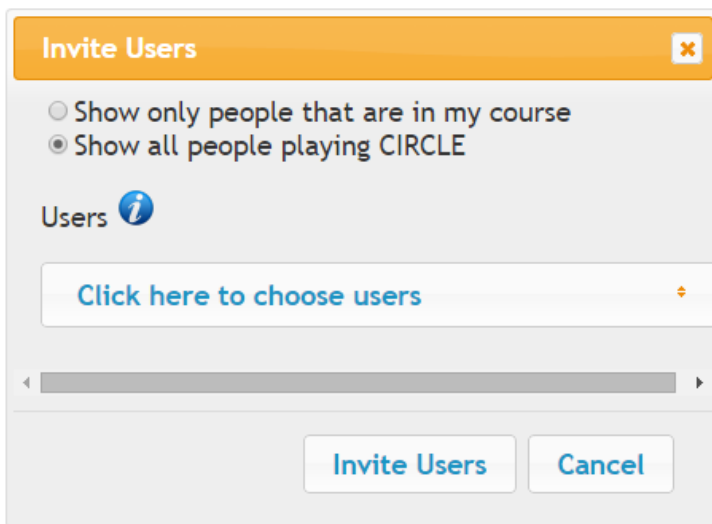 Invite Users
Show only people that are in my course
Show all people playing CIRCLE
Users
Click here to choose users
Invite Users Cancel